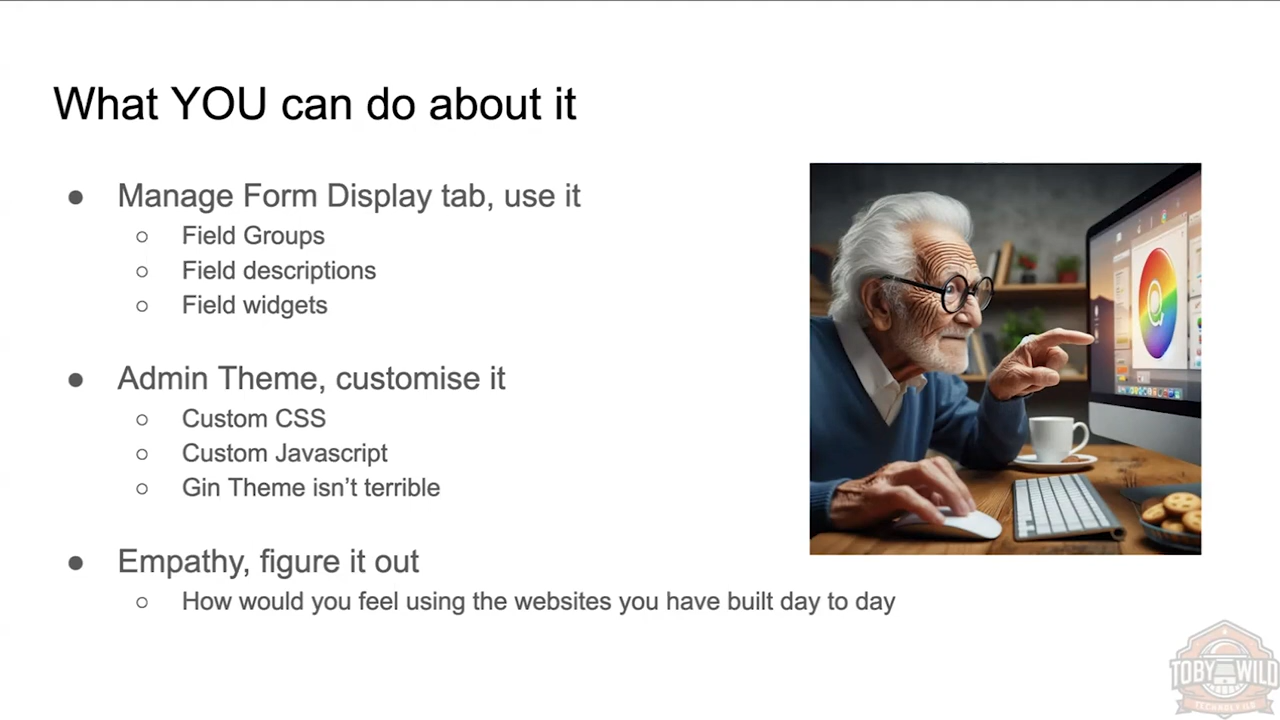 What YOU can do about it
● Manage Form Display tab, use it
○ Field Groups
○ Field descriptions
○ Field widgets
● Admin Theme, customise it
○ Custom CSS
○ Custom Javascript
○ Gin Theme isn't terrible
● Empathy, figure it out
○ How would you feel using the websites you have built day to day
TOBY WILD